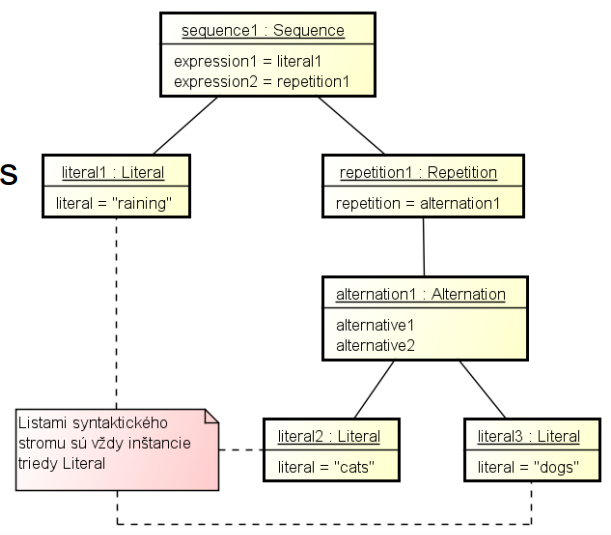 sequence1 : Sequence
expression1 = literal1
expression2 = repetition1
s
literal1 : Literal
literal = "raining"
repetition1 : Repetition
repetition = alternation1
alternation1 : Alternation
alternative1
alternative2
Listami syntaktického
stromu sú vždy inštancie
triedy Literal
literal2 : Literal
literal = "cats"
literal3 : Literal
literal = "dogs"